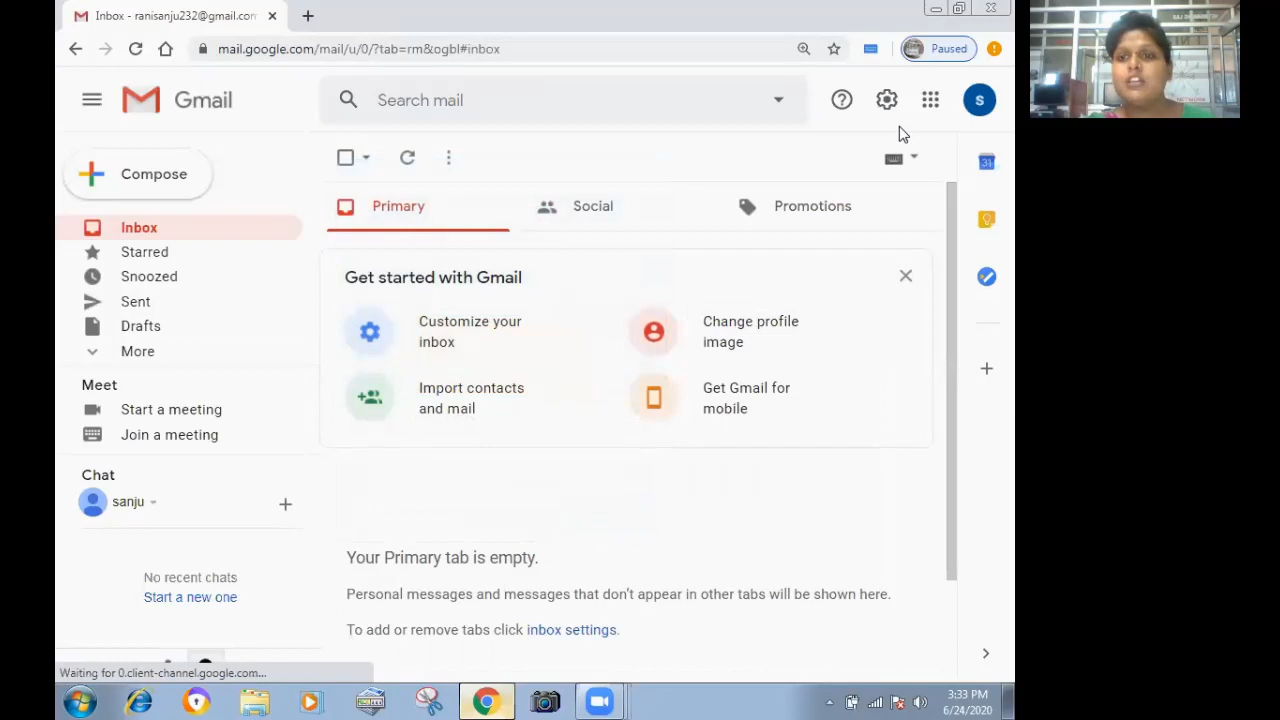 Inbox - ranisanju232@gmail.com
mail.google.com/mail/u/0/?tab=rm&ogbl#inbox
Paused
Gmail
Search mail
s
Compose
31
Primary
Social
Promotions
Inbox
Starred
Snoozed
Sent
Drafts
More
Get started with Gmail
Customize your
inbox
Change profile
image
Import contacts
and mail
Get Gmail for
mobile
Meet
Start a meeting
Join a meeting
Chat
sanju
No recent chats
Start a new one
Your Primary tab is empty.
Personal messages and messages that don't appear in other tabs will be shown here.
To add or remove tabs click inbox settings.
Waiting for 0.client-channel.google.com...
3:33 PM
6/24/2020